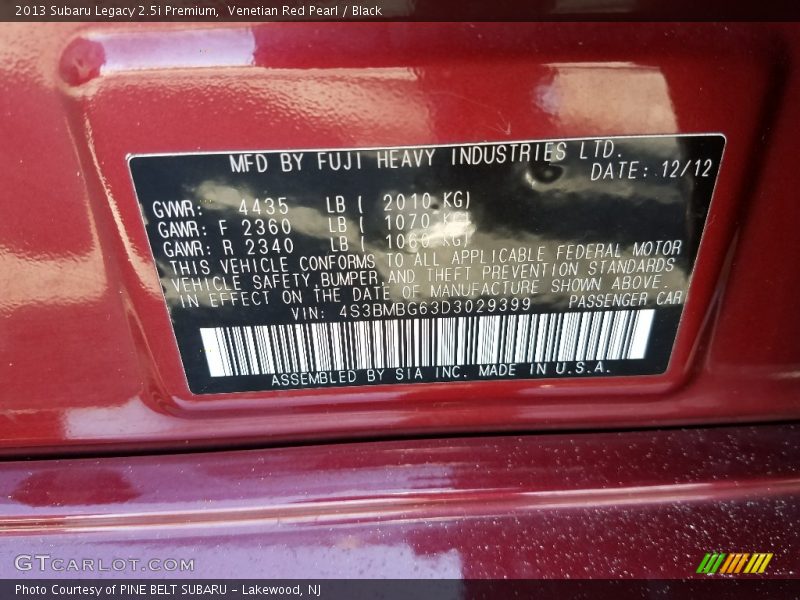 2013 Subaru Legacy 2.5i Premium, Venetian Red Pearl / Black
MFD BY FUJI HEAVY INDUSTRIES LTD.
DATE: 12/12
GVWR: 4435 LB ( 2010 KG)
GAWR: F 2360 LB ( 1070 KG)
GAWR: R 2340 LB ( 1060 KG)
THIS VEHICLE CONFORMS TO ALL APPLICABLE FEDERAL MOTOR
VEHICLE SAFETY, BUMPER, AND THEFT PREVENTION STANDARDS
IN EFFECT ON THE DATE OF MANUFACTURE SHOWN ABOVE.
VIN: 4S3BMBG63D3029399 PASSENGER CAR
ASSEMBLED BY SIA INC. MADE IN U.S.A.
GTCARLOT.COM
Photo Courtesy of PINE BELT SUBARU - Lakewood, NJ